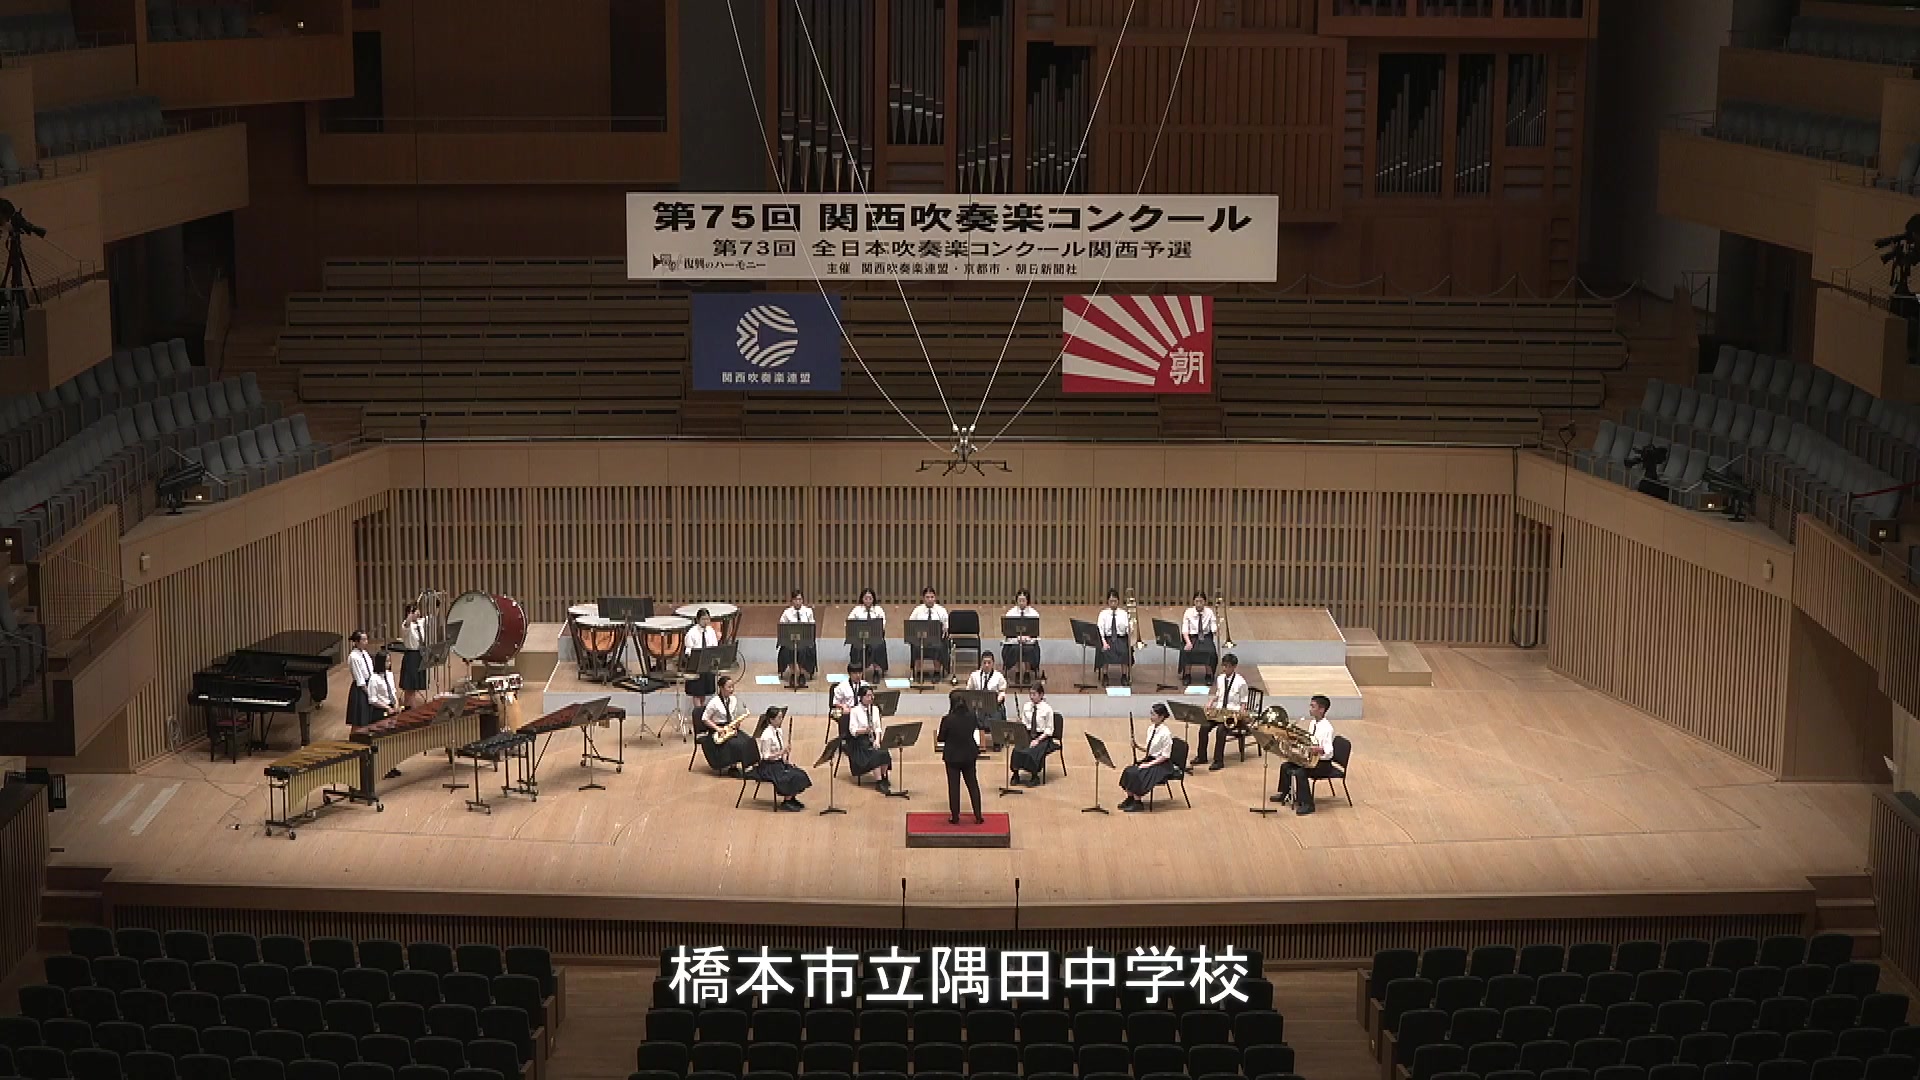 第75回 関西吹奏楽コンクール
第73回 全日本吹奏楽コンクール関西予選
復興のハーモニー
主催 関西吹奏楽連盟・京都市・朝日新聞社
関西吹奏楽連盟
朝
橋本市立隅田中学校